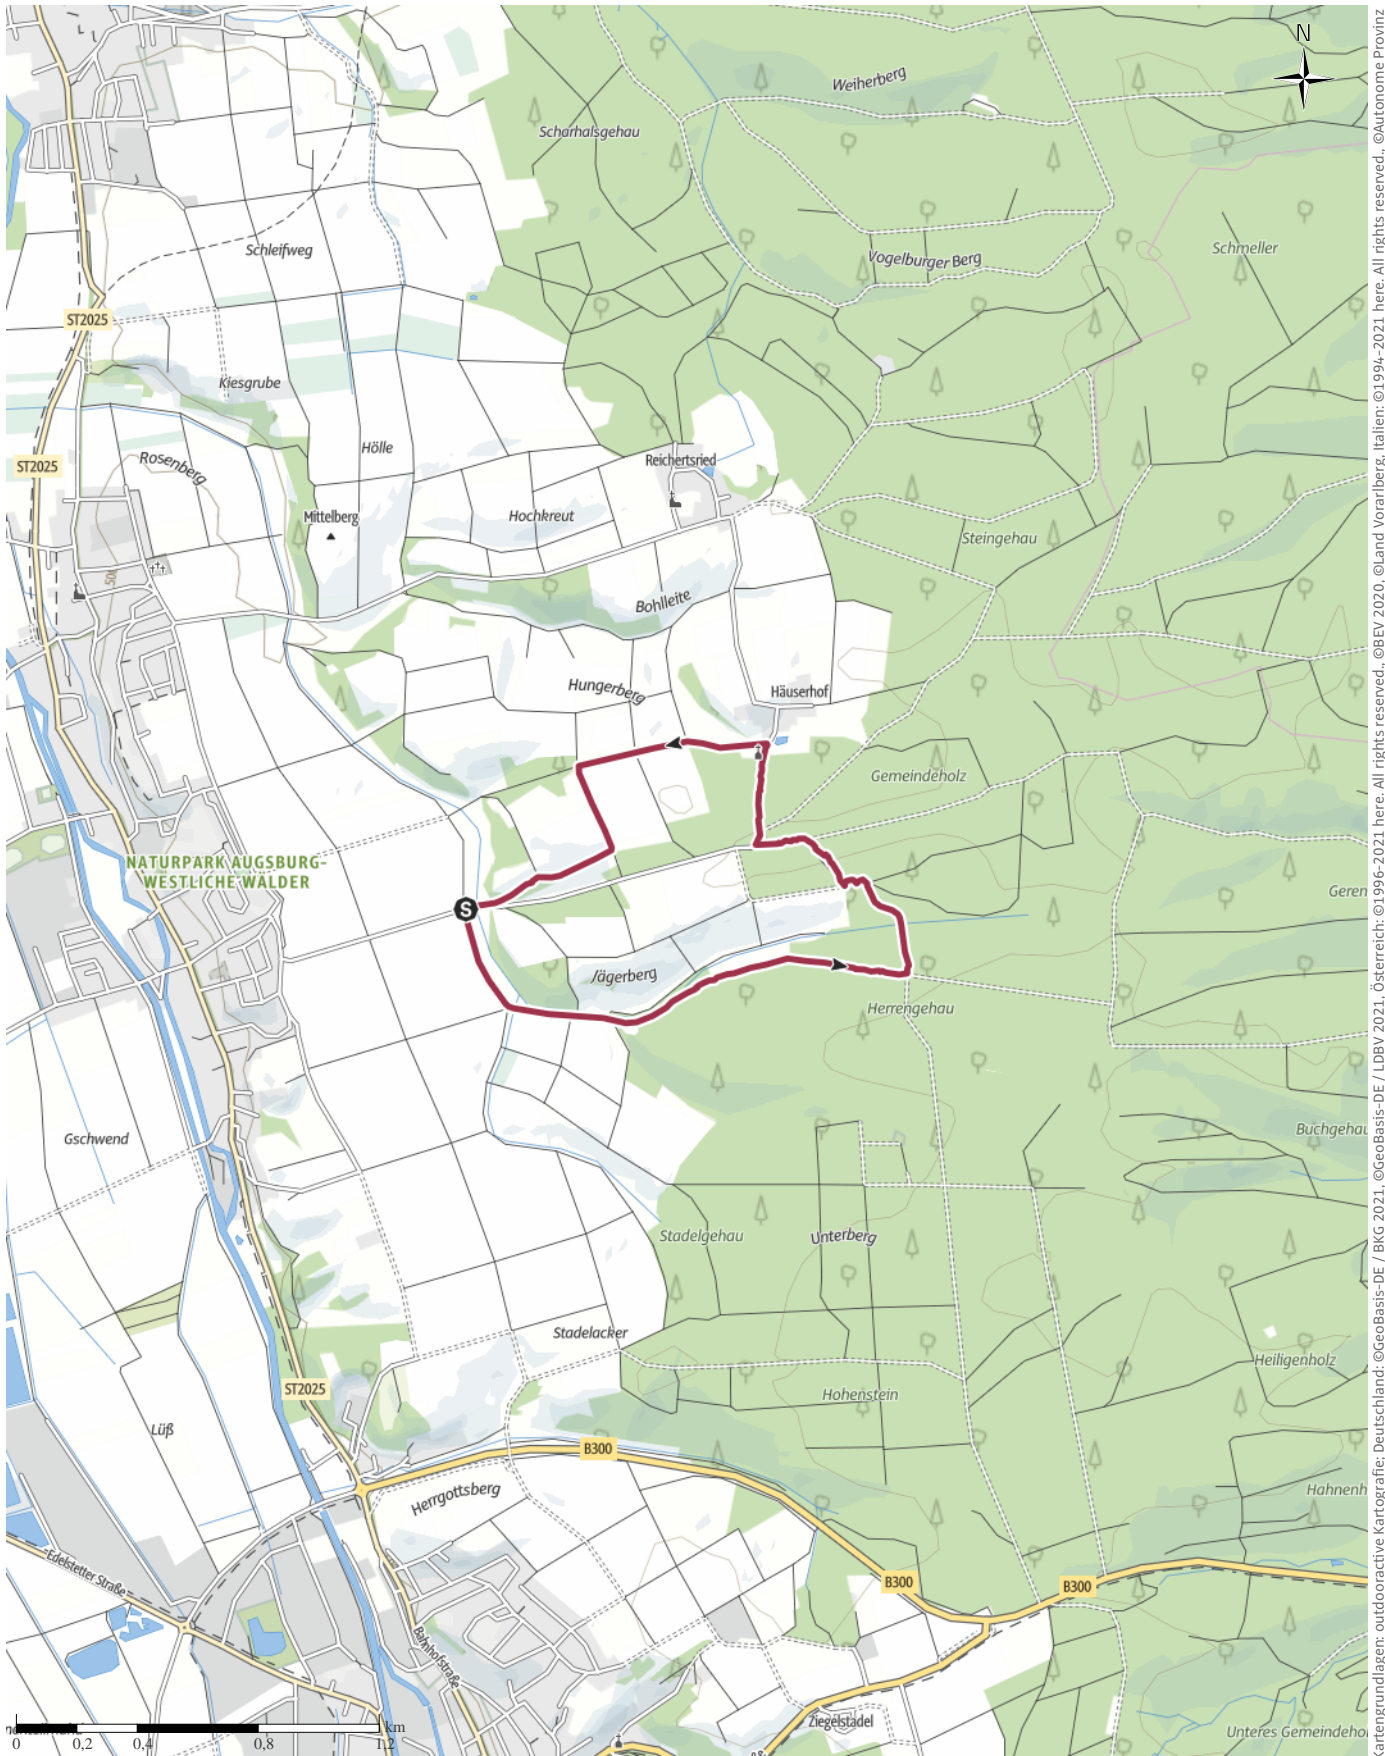 N
Weiherberg
Scharhalsgehau
Schleifweg
Vogelburger Berg
Schmeller
ST2025
Kiesgrube
Hölle
Rosenberg
ST2025
Reichertsried
Mittelberg
Hochkreut
Steingehau
Bohlleite
Hungerberg
Häuserhof
Gemeindeholz
NATURPARK AUGSBURG-
WESTLICHE WÄLDER
Geren
S
Jägerberg
Herrengehau
Gschwend
Buchgehau
Stadelgehau
Unterberg
Stadelacker
Heiligenholz
ST2025
Hohenstein
Lüß
B300
Herrgottsberg
Hahnenh
Edelstetter Straße
B300
B300
Bahnhofstraße
Ziegelstadel
Unteres Gemeindehol
km
0 0,2 0,4 0,8 1,2
artengrundlagen: outdooractive Kartografie; Deutschland: ©GeoBasis-DE / BKG 2021, ©GeoBasis-DE / LDBV 2021, Österreich: ©1996-2021 here. All rights reserved., ©BEV 2020, ©Land Vorarlberg, Italien: ©1994-2021 here. All rights reserved., ©Autonome Provinz